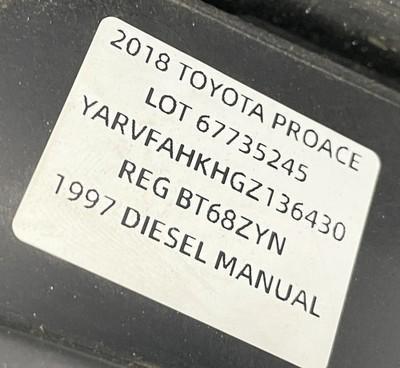 2018 TOYOTA PROACE
LOT 67735245
YARVFAHKHGZ136430
REG BT68ZYN
1997 DIESEL MANUAL